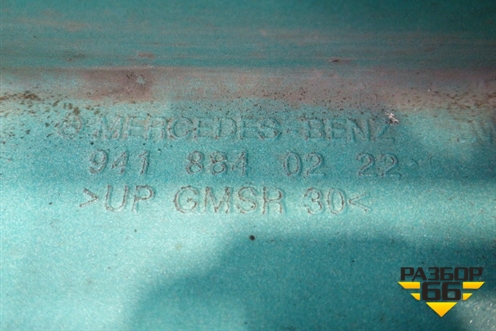 MERCEDES-BENZ
941 884 02 22
>UP GMSR 30<
РАЗБОР
66